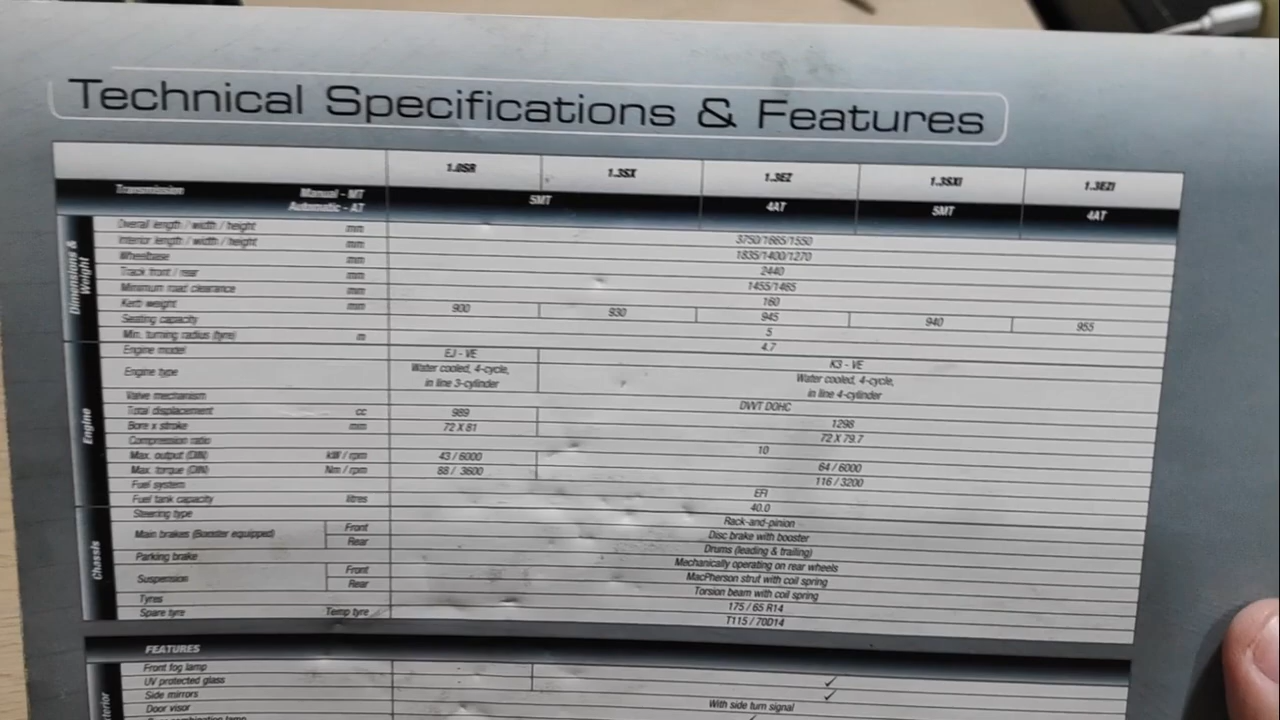 Technical Specifications & Features
1.0SR 1.3SX 1.3EZ 1.3SXI 1.3EZI
Transmission Manual - MT Automatic - AT 5MT 4AT 5MT 4AT
Dimensions & Weight
Overall length / width / height mm 3750/1665/1550
Interior length / width / height mm 1835/1400/1270
Wheelbase mm 2440
Track front / rear mm 1455/1465
Minimum road clearance mm 160
Kerb weight mm 900 930 945 940 955
Seating capacity 5
Min. turning radius (tyre) m 4.7
Engine
Engine model EJ - VE K3 - VE
Engine type Water cooled, 4-cycle, in line 3-cylinder Water cooled, 4-cycle, in line 4-cylinder
Valve mechanism DVVT DOHC
Total displacement cc 989 1298
Bore x stroke mm 72 X 81 72 X 79.7
Compression ratio 10
Max. output (DIN) kW / rpm 43 / 6000 64 / 6000
Max. torque (DIN) Nm / rpm 88 / 3600 116 / 3200
Fuel system EFI
Fuel tank capacity litres 40.0
Chassis
Steering type Rack-and-pinion
Main brakes (Booster equipped) Front Disc brake with booster
Rear Drums (leading & trailing)
Parking brake Mechanically operating on rear wheels
Suspension Front MacPherson strut with coil spring
Rear Torsion beam with coil spring
Tyres 175 / 65 R14
Spare tyre Temp tyre T115 / 70D14
FEATURES
Front fog lamp - ✓
UV protected glass ✓
Side mirrors With side turn signal
Door visor ✓